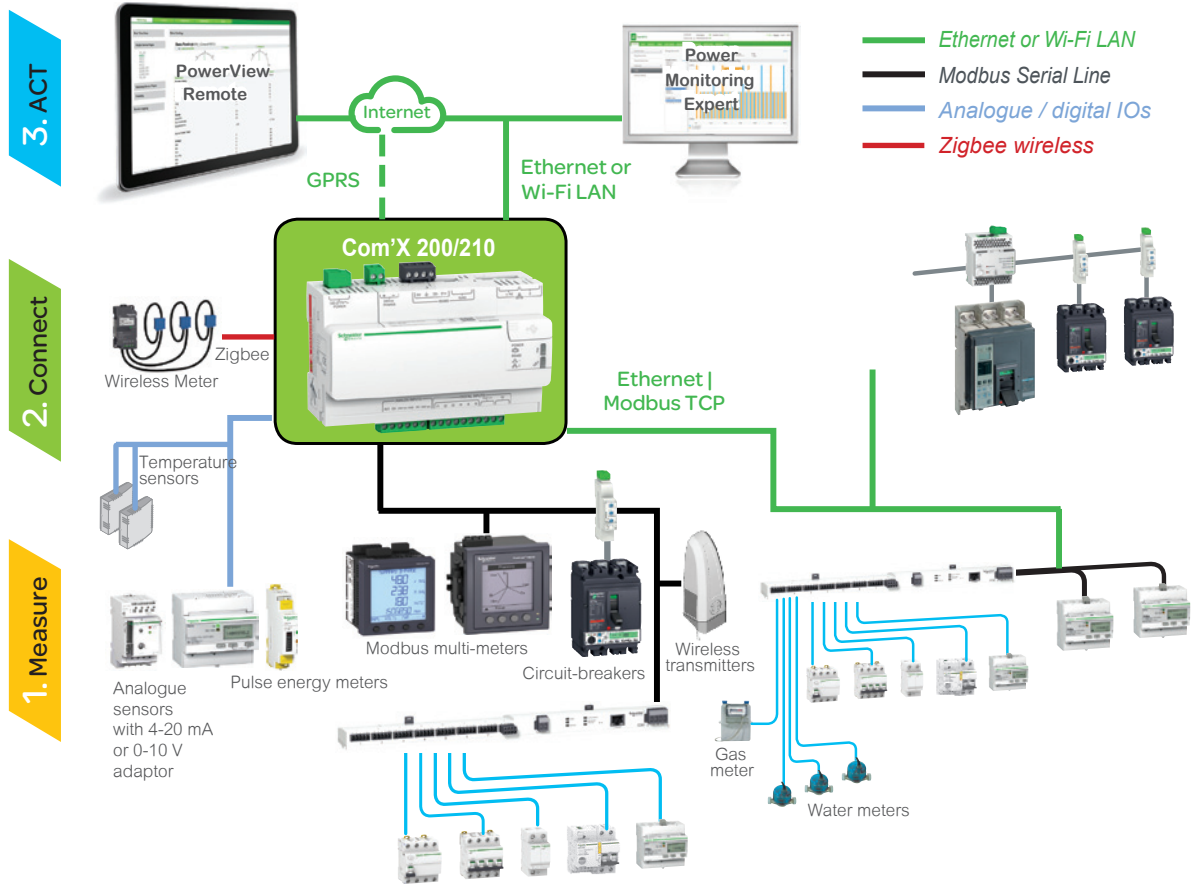 3. ACT
2. Connect
1. Measure
PowerView
Remote
Internet
Power
Monitoring
Expert
Ethernet or Wi-Fi LAN
Modbus Serial Line
Analogue / digital IOs
Zigbee wireless
GPRS
Ethernet or
Wi-Fi LAN
Com'X 200/210
Schneider
Zigbee
Wireless Meter
Ethernet |
Modbus TCP
Temperature
sensors
Modbus multi-meters
Circuit-breakers
Wireless
transmitters
Analogue
sensors
with 4-20 mA
or 0-10 V
adaptor
Pulse energy meters
Gas
meter
Water meters